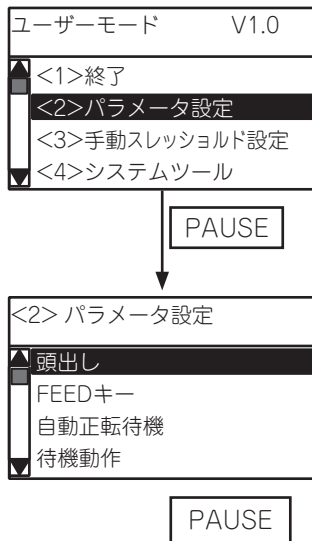 ユーザーモード V1.0
<1>終了
<2>パラメータ設定
<3>手動スレッショルド設定
<4>システムツール
PAUSE
<2> パラメータ設定
頭出し
FEEDキー
自動正転待機
待機動作
PAUSE